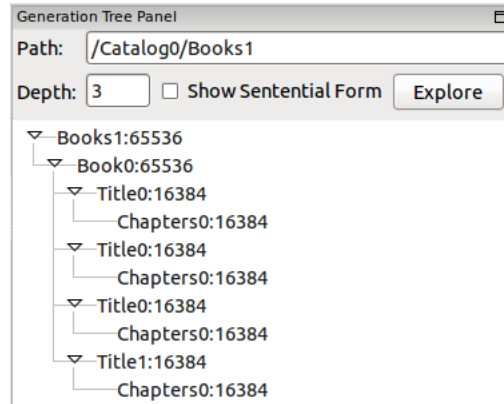 Generation Tree Panel
Path: /Catalog0/Books1
Depth: 3 Show Sentential Form Explore
Books1:65536
Book0:65536
Title0:16384
Chapters0:16384
Title0:16384
Chapters0:16384
Title0:16384
Chapters0:16384
Title1:16384
Chapters0:16384